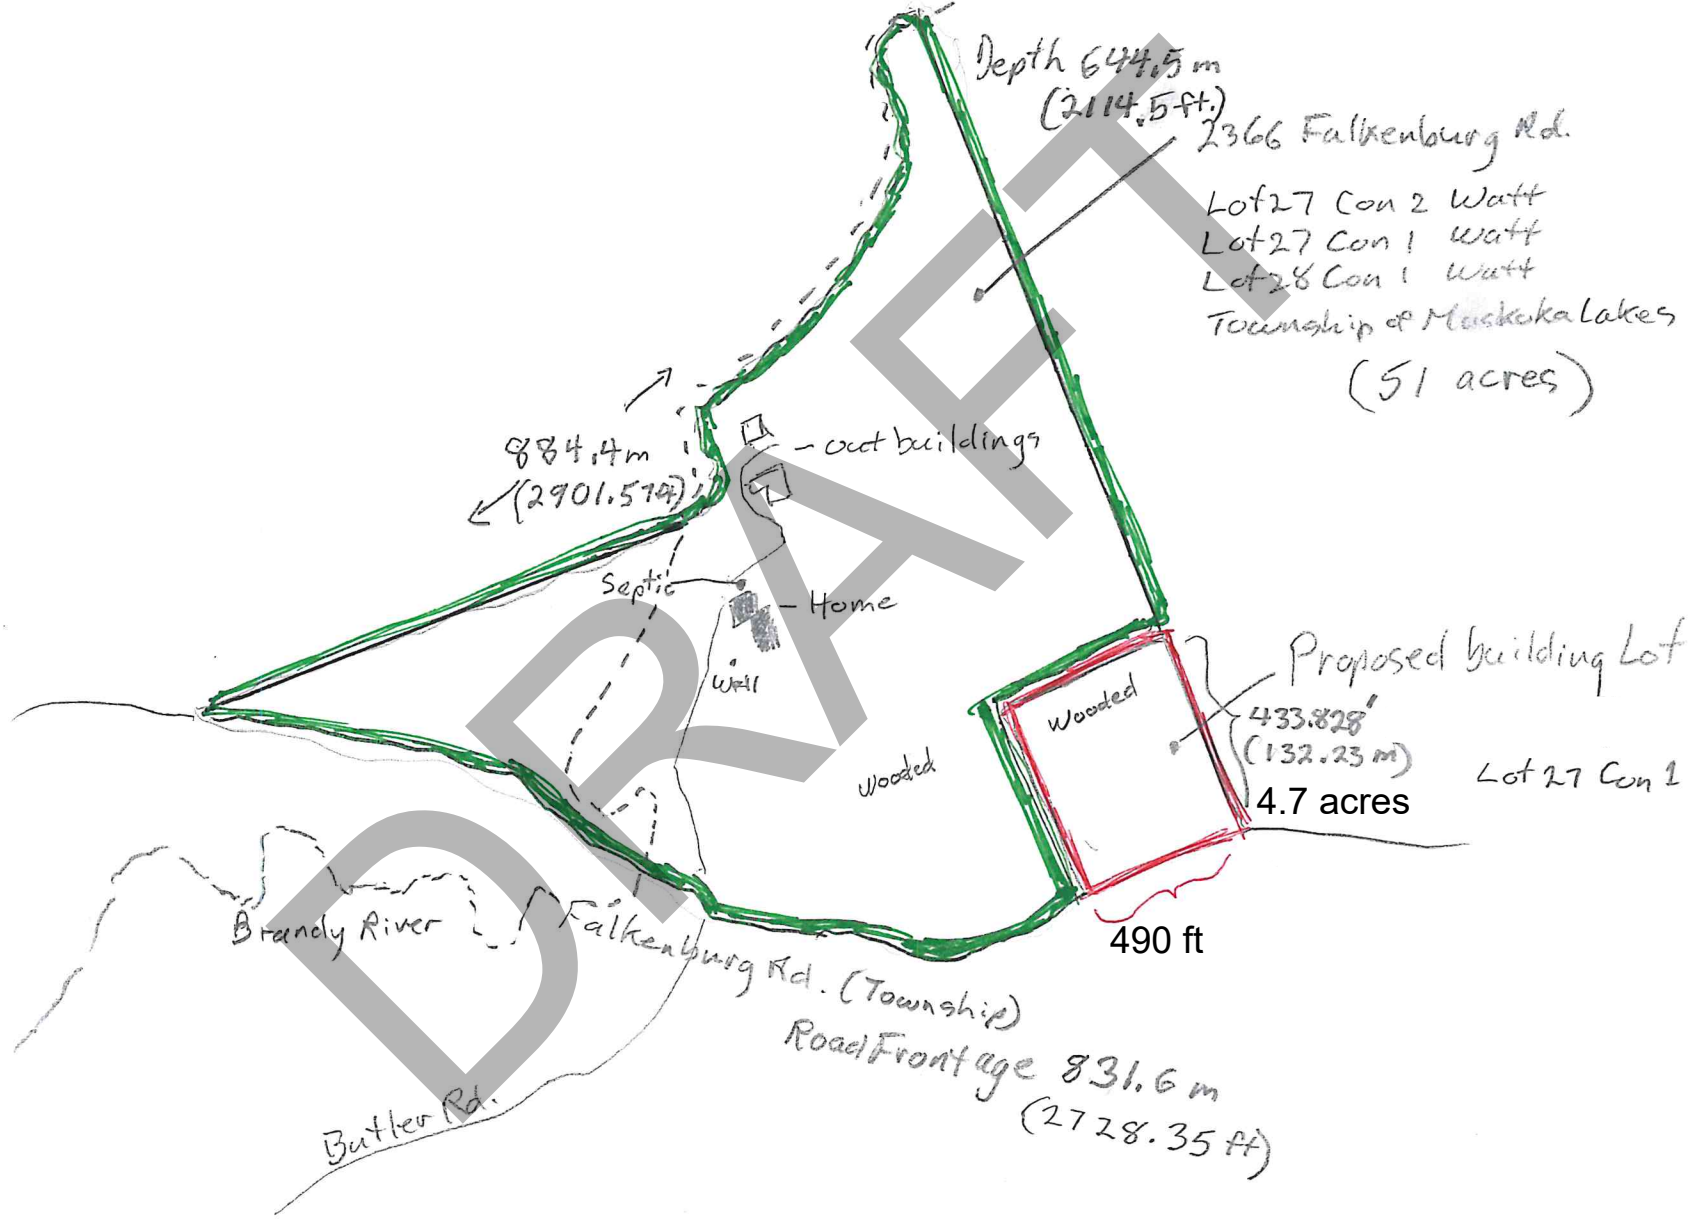 Depth 644.5 m
(2114.5 ft.)
2366 Falkenburg Rd.
Lot 27 Con 2 Watt
Lot 27 Con 1 Watt
Lot 28 Con 1 Watt
Township of Muskoka Lakes
(51 acres)
884.4 m
(2901.57ft)
- out buildings
Septic
- Home
Well
Wooded
Wooded
Proposed building Lot
433.828'
(132.23 m)
4.7 acres
Lot 27 Con 1
490 ft
Brandy River
Falkenburg Rd. (Township)
Road Frontage 831.6 m
(2728.35 ft)
Butler Rd.
DRAFT